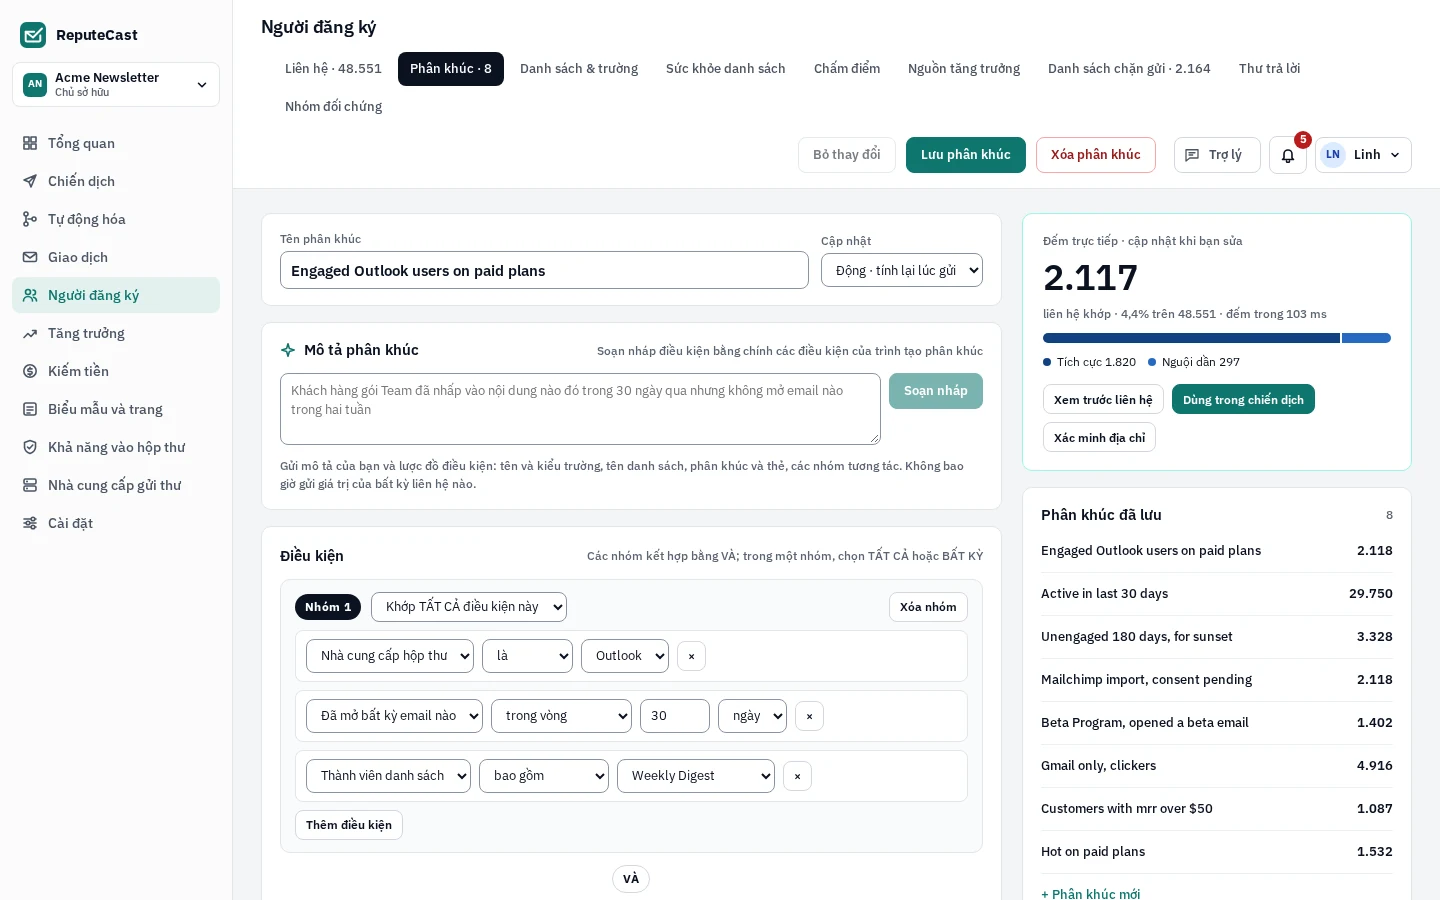 ReputeCast
AN
Acme Newsletter
Chủ sở hữu
Tổng quan
Chiến dịch
Tự động hóa
Giao dịch
Người đăng ký
Tăng trưởng
Kiếm tiền
Biểu mẫu và trang
Khả năng vào hộp thư
Nhà cung cấp gửi thư
Cài đặt
Người đăng ký
Liên hệ · 48.551
Phân khúc · 8
Danh sách & trường
Sức khỏe danh sách
Chấm điểm
Nguồn tăng trưởng
Danh sách chặn gửi · 2.164
Thư trả lời
Nhóm đối chứng
Bỏ thay đổi
Lưu phân khúc
Xóa phân khúc
Trợ lý
5
LN
Linh
Tên phân khúc
Engaged Outlook users on paid plans
Cập nhật
Động · tính lại lúc gửi
Mô tả phân khúc
Soạn nháp điều kiện bằng chính các điều kiện của trình tạo phân khúc
Khách hàng gói Team đã nhấp vào nội dung nào đó trong 30 ngày qua nhưng không mở email nào
trong hai tuần
Soạn nháp
Gửi mô tả của bạn và lược đồ điều kiện: tên và kiểu trường, tên danh sách, phân khúc và thẻ, các nhóm tương tác. Không bao
giờ gửi giá trị của bất kỳ liên hệ nào.
Điều kiện
Các nhóm kết hợp bằng VÀ; trong một nhóm, chọn TẤT CẢ hoặc BẤT KỲ
Nhóm 1
Khớp TẤT CẢ điều kiện này
Xóa nhóm
Nhà cung cấp hộp thư
là
Outlook
×
Đã mở bất kỳ email nào
trong vòng
30
ngày
×
Thành viên danh sách
bao gồm
Weekly Digest
×
Thêm điều kiện
VÀ
Đếm trực tiếp · cập nhật khi bạn sửa
2.117
liên hệ khớp · 4,4% trên 48.551 · đếm trong 103 ms
Tích cực 1.820
Nguội dần 297
Xem trước liên hệ
Dùng trong chiến dịch
Xác minh địa chỉ
Phân khúc đã lưu
8
Engaged Outlook users on paid plans
2.118
Active in last 30 days
29.750
Unengaged 180 days, for sunset
3.328
Mailchimp import, consent pending
2.118
Beta Program, opened a beta email
1.402
Gmail only, clickers
4.916
Customers with mrr over $50
1.087
Hot on paid plans
1.532
+ Phân khúc mới